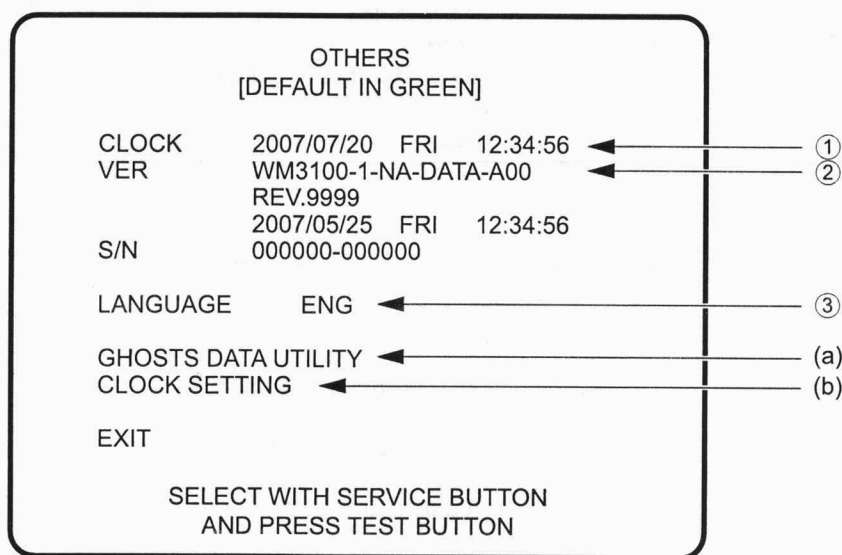 OTHERS
[DEFAULT IN GREEN]
CLOCK 2007/07/20 FRI 12:34:56 ①
VER WM3100-1-NA-DATA-A00 ②
REV.9999
2007/05/25 FRI 12:34:56
S/N 000000-000000
LANGUAGE ENG ③
GHOSTS DATA UTILITY (a)
CLOCK SETTING (b)
EXIT
SELECT WITH SERVICE BUTTON
AND PRESS TEST BUTTON